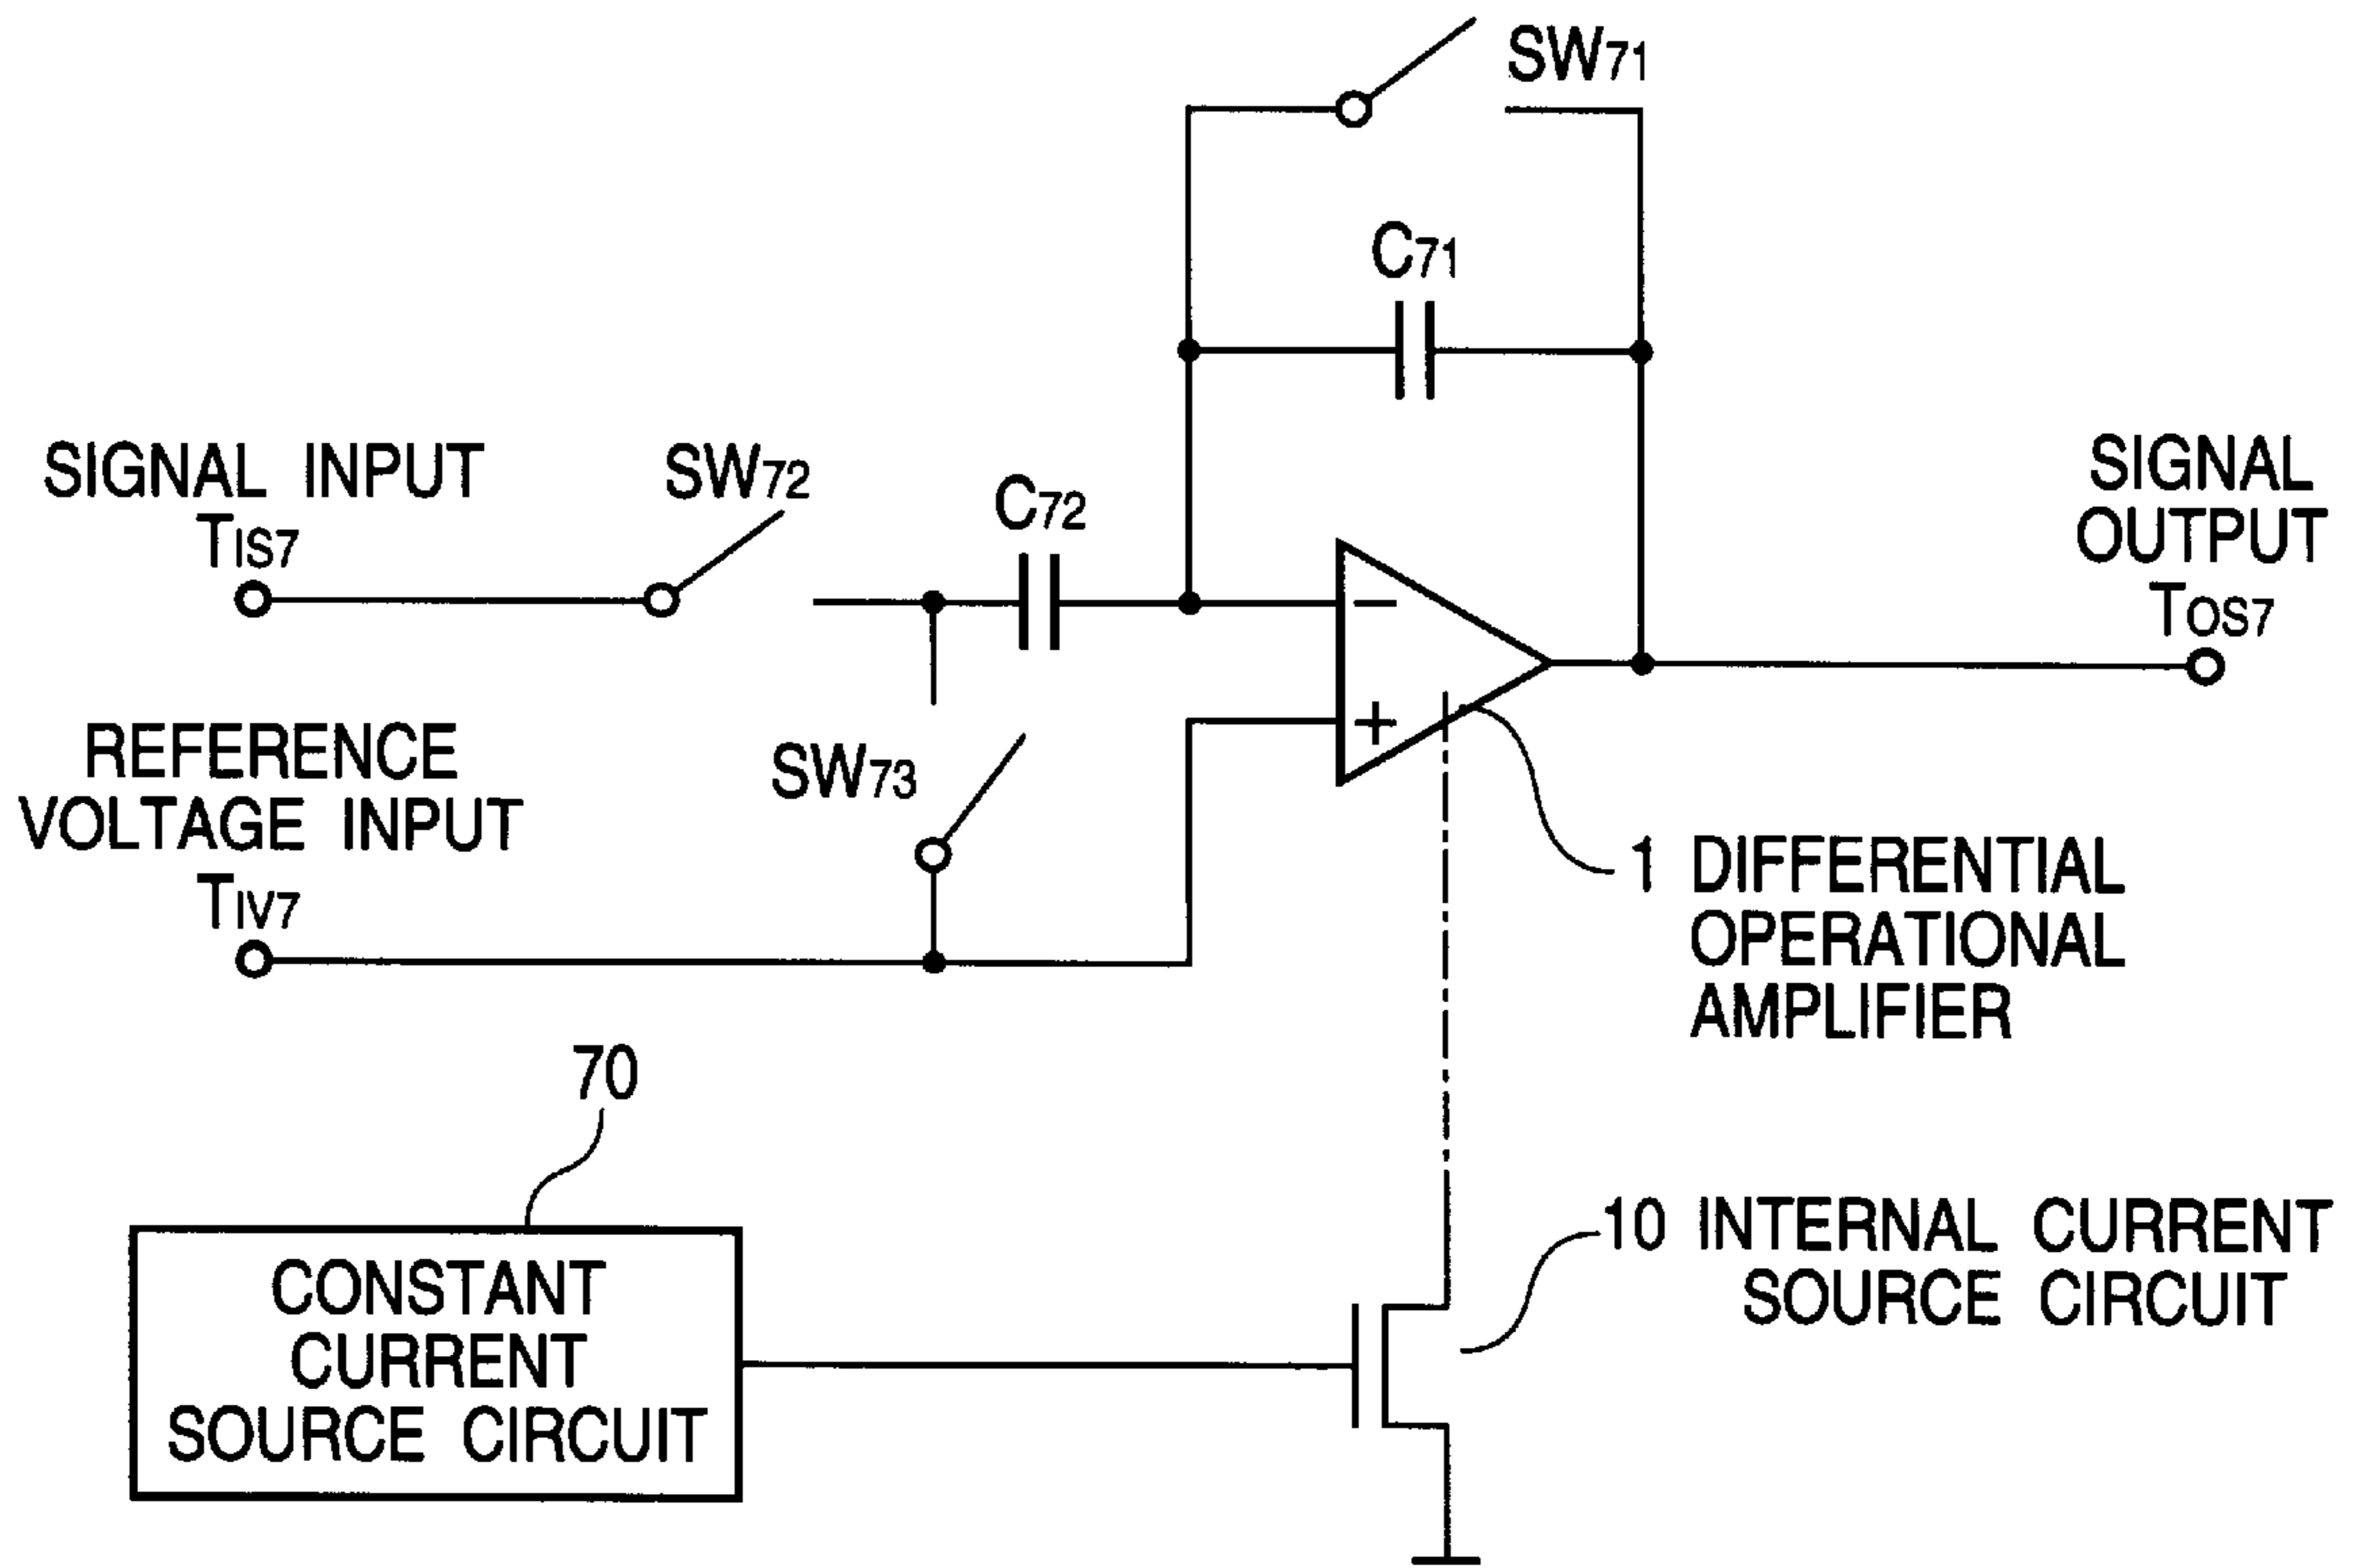 SW71
C71
SIGNAL INPUT
TIS7
SW72
C72
SIGNAL
OUTPUT
TOS7
−
+
REFERENCE
VOLTAGE INPUT
TIV7
SW73
1 DIFFERENTIAL
OPERATIONAL
AMPLIFIER
70
CONSTANT
CURRENT
SOURCE CIRCUIT
10 INTERNAL CURRENT
SOURCE CIRCUIT